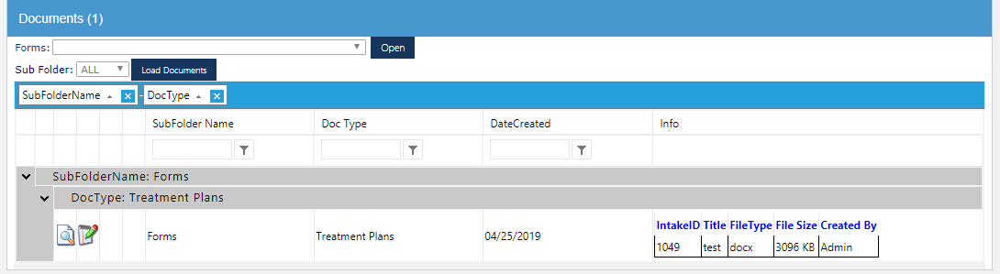 Documents (1)
Forms: Open
Sub Folder: ALL Load Documents
SubFolderName - DocType
SubFolder Name Doc Type DateCreated Info
SubFolderName: Forms
DocType: Treatment Plans
IntakeID Title FileType File Size Created By
Forms Treatment Plans 04/25/2019
1049 test docx 3096 KB Admin